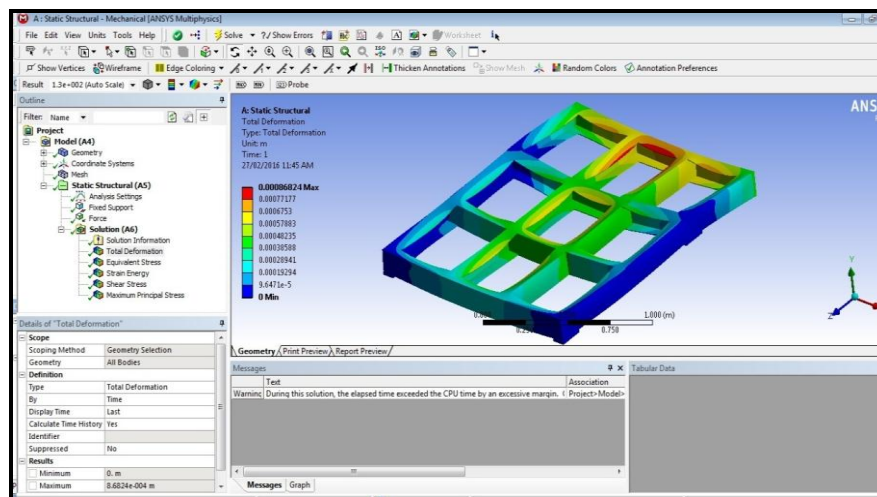 A : Static Structural - Mechanical [ANSYS Multiphysics]
File Edit View Units Tools Help Solve ?/ Show Errors Worksheet
Show Vertices Wireframe Edge Coloring Thicken Annotations Show Mesh Random Colors Annotation Preferences
Result 1.3e+002 (Auto Scale) Probe
Outline
Filter: Name
Project
Model (A4)
Geometry
Coordinate Systems
Mesh
Static Structural (A5)
Analysis Settings
Fixed Support
Force
Solution (A6)
Solution Information
Total Deformation
Equivalent Stress
Strain Energy
Shear Stress
Maximum Principal Stress
A: Static Structural
Total Deformation
Type: Total Deformation
Unit: m
Time: 1
27/02/2016 11:45 AM
0.00086824 Max
0.00077177
0.0006753
0.00057883
0.00048235
0.00038588
0.00028941
0.00019294
9.6471e-5
0 Min
ANS
Y
Z
0.000
1.000 (m)
0.250
0.750
Geometry Print Preview Report Preview
Details of "Total Deformation"
Scope
Scoping Method Geometry Selection
Geometry All Bodies
Definition
Type Total Deformation
By Time
Display Time Last
Calculate Time History Yes
Identifier
Suppressed No
Results
Minimum 0. m
Maximum 8.6824e-004 m
Messages
Text Association
Warning During this solution, the elapsed time exceeded the CPU time by an excessive margin. Project>Model>
Messages Graph
Tabular Data